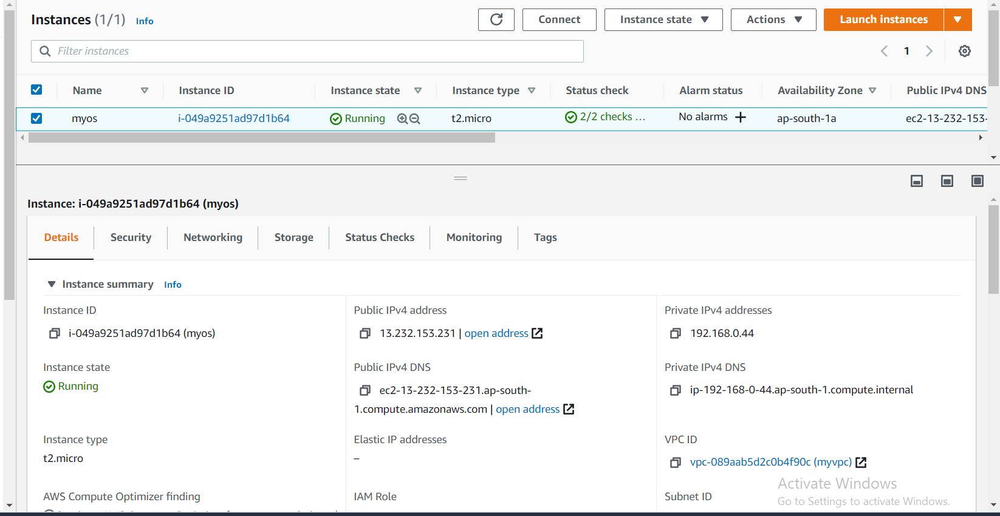 Instances (1/1) Info Connect Instance state Actions Launch instances
Filter instances 1
Name Instance ID Instance state Instance type Status check Alarm status Availability Zone Public IPv4 DNS
myos i-049a9251ad97d1b64 Running t2.micro 2/2 checks ... No alarms + ap-south-1a ec2-13-232-153-
Instance: i-049a9251ad97d1b64 (myos)
Details Security Networking Storage Status Checks Monitoring Tags
Instance summary Info
Instance ID Public IPv4 address Private IPv4 addresses
i-049a9251ad97d1b64 (myos) 13.232.153.231 | open address 192.168.0.44
Instance state Public IPv4 DNS Private IPv4 DNS
Running ec2-13-232-153-231.ap-south- ip-192-168-0-44.ap-south-1.compute.internal
1.compute.amazonaws.com | open address
Instance type Elastic IP addresses VPC ID
t2.micro – vpc-089aab5d2c0b4f90c (myvpc)
Activate Windows
AWS Compute Optimizer finding IAM Role Subnet ID
Go to Settings to activate Windows.